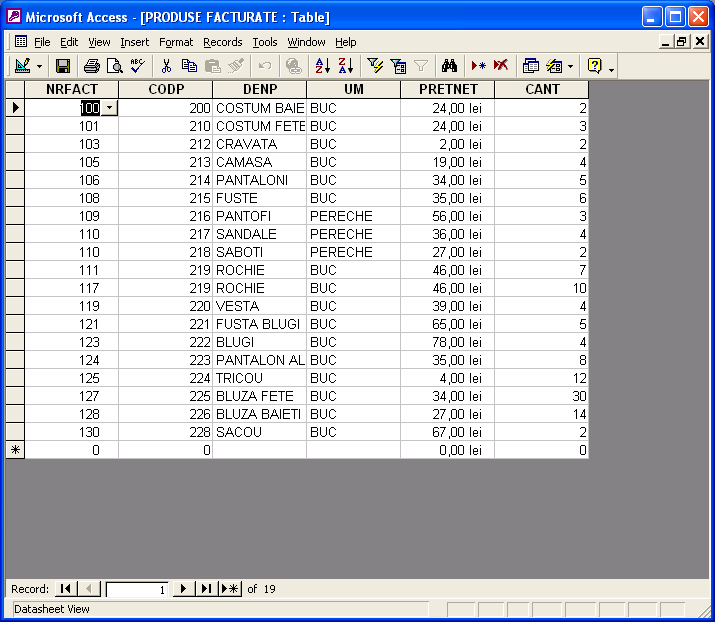 Microsoft Access - [PRODUSE FACTURATE : Table]
File Edit View Insert Format Records Tools Window Help
NRFACT CODP DENP UM PRETNET CANT
100 200 COSTUM BAIE BUC 24,00 lei 2
101 210 COSTUM FETE BUC 24,00 lei 3
103 212 CRAVATA BUC 2,00 lei 2
105 213 CAMASA BUC 19,00 lei 4
106 214 PANTALONI BUC 34,00 lei 5
108 215 FUSTE BUC 35,00 lei 6
109 216 PANTOFI PERECHE 56,00 lei 3
110 217 SANDALE PERECHE 36,00 lei 4
110 218 SABOTI PERECHE 27,00 lei 2
111 219 ROCHIE BUC 46,00 lei 7
117 219 ROCHIE BUC 46,00 lei 10
119 220 VESTA BUC 39,00 lei 4
121 221 FUSTA BLUGI BUC 65,00 lei 5
123 222 BLUGI BUC 78,00 lei 4
124 223 PANTALON AL BUC 35,00 lei 8
125 224 TRICOU BUC 4,00 lei 12
127 225 BLUZA FETE BUC 34,00 lei 30
128 226 BLUZA BAIETI BUC 27,00 lei 14
130 228 SACOU BUC 67,00 lei 2
0 0 0,00 lei 0
Record: 1 of 19
Datasheet View